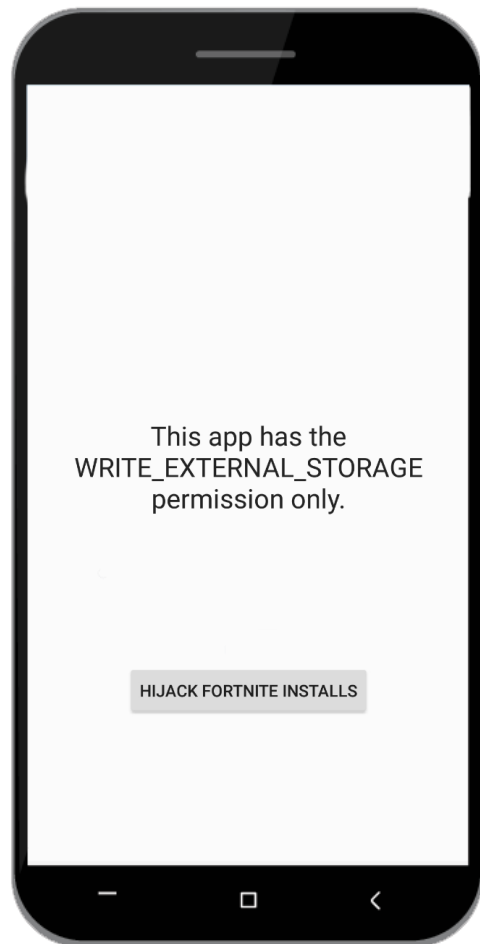 This app has the
WRITE_EXTERNAL_STORAGE
permission only.
HIJACK FORTNITE INSTALLS